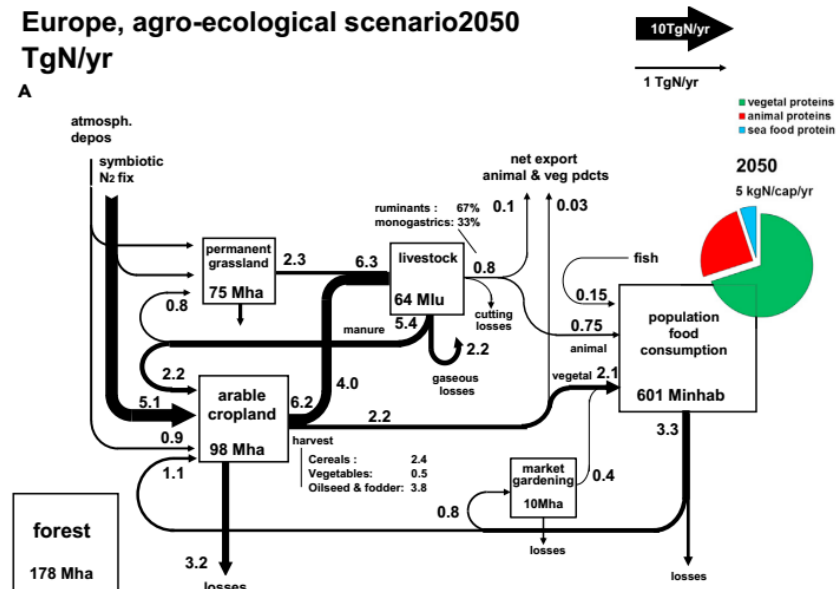 Europe, agro-ecological scenario2050
TgN/yr
10TgN/yr
1 TgN/yr
A
vegetal proteins
animal proteins
sea food protein
2050
5 kgN/cap/yr
atmosph.
depos
symbiotic
N2 fix
net export
animal & veg pdcts
ruminants : 67%
monogastrics: 33%
0.1
0.03
permanent
grassland
75 Mha
2.3
6.3
livestock
64 Mlu
0.8
fish
0.15
cutting
losses
0.75
animal
population
food
consumption
601 Minhab
0.8
manure
5.4
2.2
gaseous
losses
2.2
4.0
vegetal
2.1
5.1
arable
cropland
98 Mha
6.2
2.2
3.3
0.9
1.1
harvest
Cereals : 2.4
Vegetables: 0.5
Oilseed & fodder: 3.8
market
gardening
10Mha
0.4
0.8
losses
forest
178 Mha
3.2
losses
losses